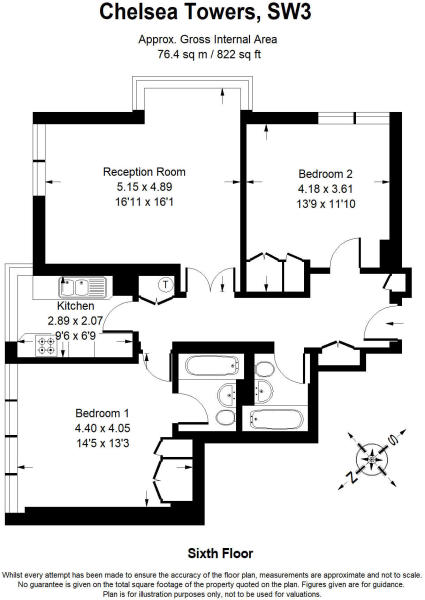 Chelsea Towers, SW3
Approx. Gross Internal Area
76.4 sq m / 822 sq ft
Reception Room
5.15 x 4.89
16'11 x 16'1
Bedroom 2
4.18 x 3.61
13'9 x 11'10
T
Kitchen
2.89 x 2.07
9'6 x 6'9
Bedroom 1
4.40 x 4.05
14'5 x 13'3
S
N
Sixth Floor
Whilst every attempt has been made to ensure the accuracy of the floor plan, measurements are approximate and not to scale.
No guarantee is given on the total square footage of the property quoted on the plan. Figures given are for guidance.
Plan is for illustration purposes only, not to be used for valuations.